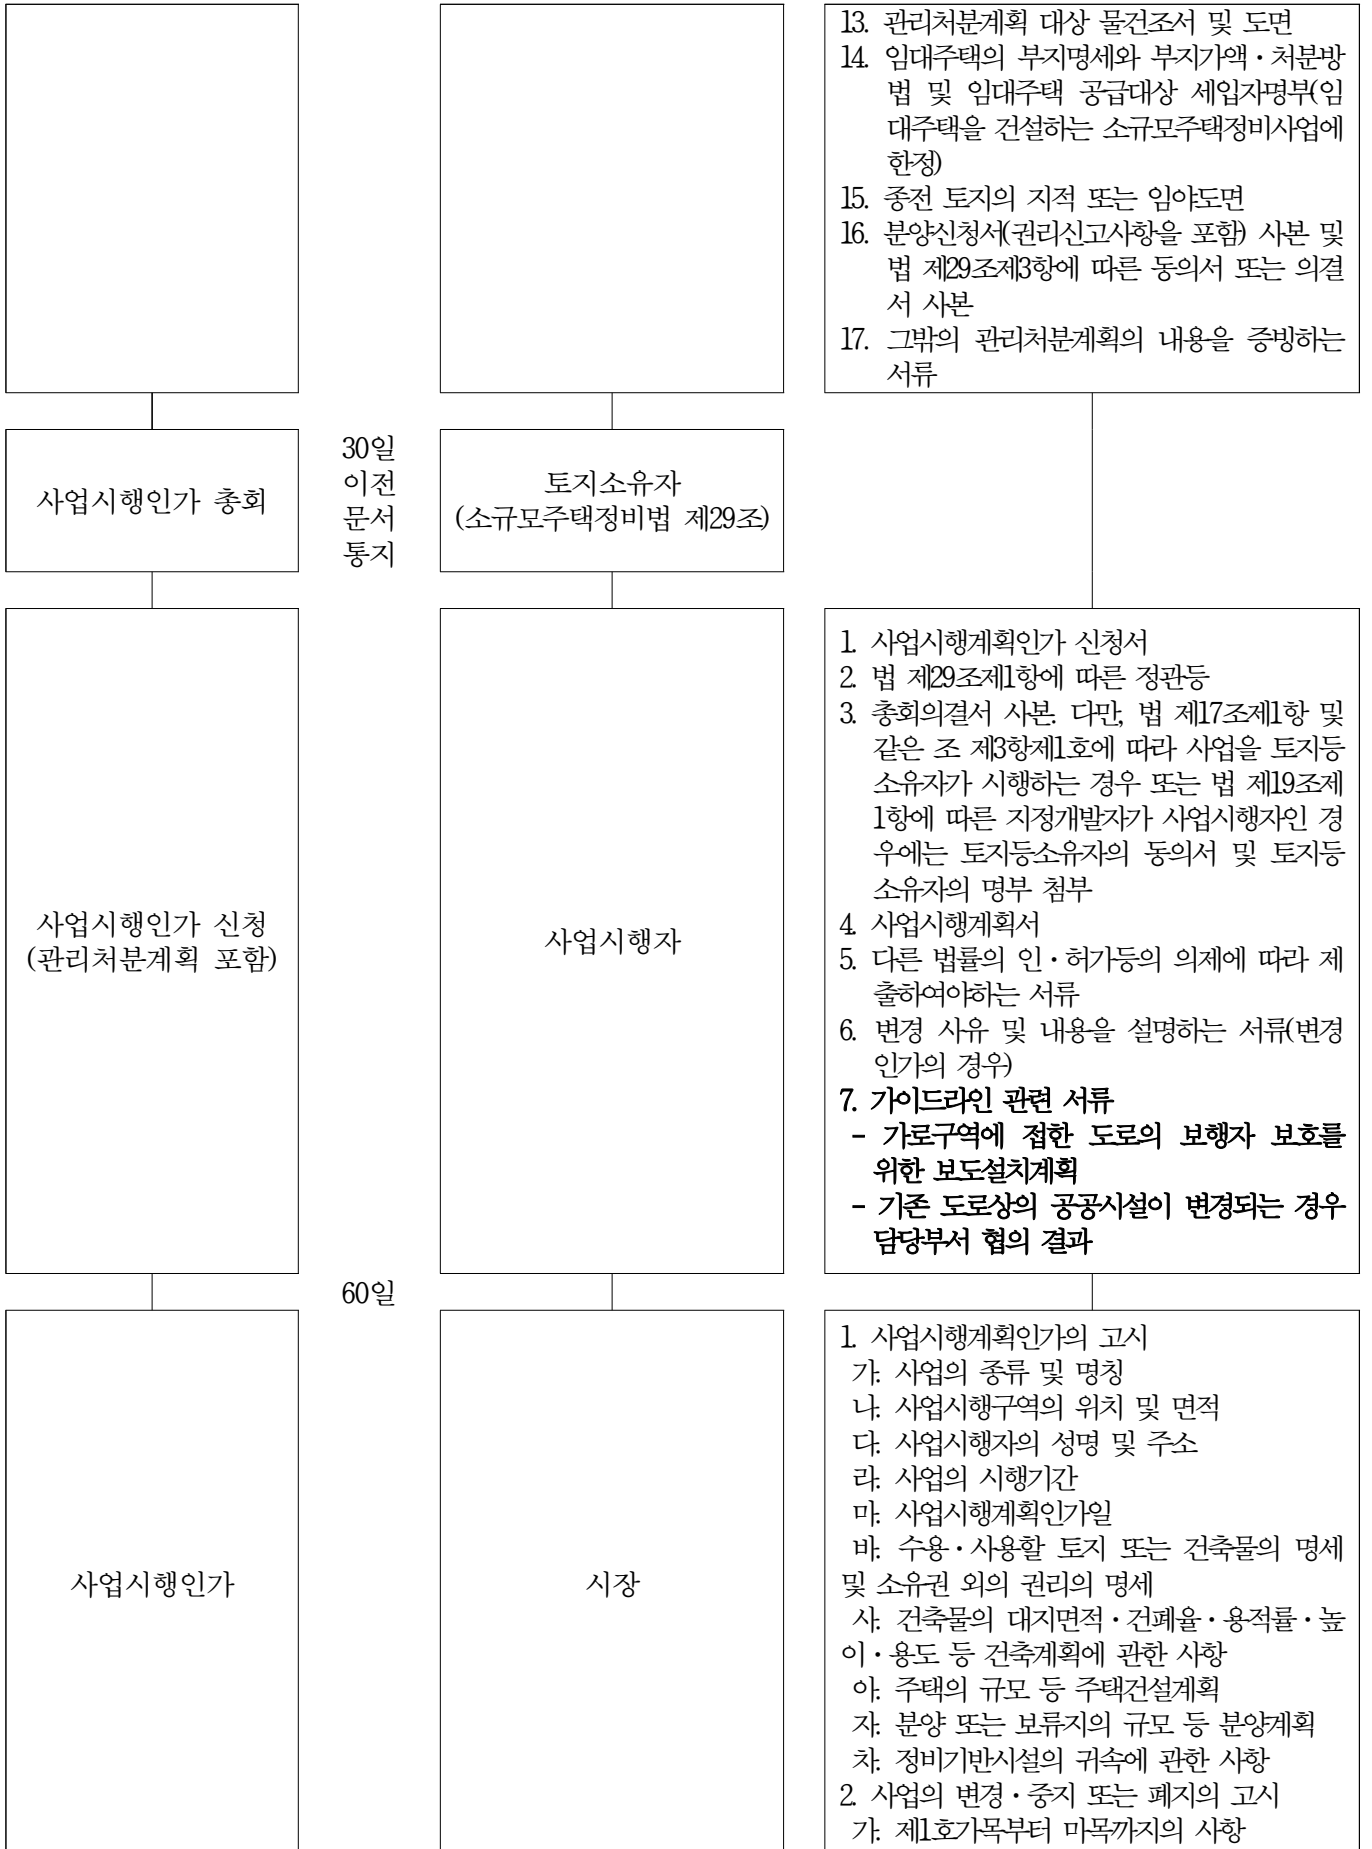 13. 관리처분계획 대상 물건조서 및 도면
14. 임대주택의 부지명세와 부지가액・처분방
법 및 임대주택 공급대상 세입자명부(임
대주택을 건설하는 소규모주택정비사업에
한정)
15. 종전 토지의 지적 또는 임야도면
16. 분양신청서(권리신고사항을 포함) 사본 및
법 제29조제3항에 따른 동의서 또는 의결
서 사본
17. 그밖의 관리처분계획의 내용을 증빙하는
서류
사업시행인가 총회
30일
이전
문서
통지
토지소유자
(소규모주택정비법 제29조)
사업시행인가 신청
(관리처분계획 포함)
사업시행자
1. 사업시행계획인가 신청서
2. 법 제29조제1항에 따른 정관등
3. 총회의결서 사본. 다만, 법 제17조제1항 및
같은 조 제3항제1호에 따라 사업을 토지등
소유자가 시행하는 경우 또는 법 제19조제
1항에 따른 지정개발자가 사업시행자인 경
우에는 토지등소유자의 동의서 및 토지등
소유자의 명부 첨부
4. 사업시행계획서
5. 다른 법률의 인・허가등의 의제에 따라 제
출하여야하는 서류
6. 변경 사유 및 내용을 설명하는 서류(변경
인가의 경우)
7. 가이드라인 관련 서류
- 가로구역에 접한 도로의 보행자 보호를
위한 보도설치계획
- 기존 도로상의 공공시설이 변경되는 경우
담당부서 협의 결과
60일
사업시행인가
시장
1. 사업시행계획인가의 고시
가. 사업의 종류 및 명칭
나. 사업시행구역의 위치 및 면적
다. 사업시행자의 성명 및 주소
라. 사업의 시행기간
마. 사업시행계획인가일
바. 수용・사용할 토지 또는 건축물의 명세
및 소유권 외의 권리의 명세
사. 건축물의 대지면적・건폐율・용적률・높
이・용도 등 건축계획에 관한 사항
아. 주택의 규모 등 주택건설계획
자. 분양 또는 보류지의 규모 등 분양계획
차. 정비기반시설의 귀속에 관한 사항
2. 사업의 변경・중지 또는 폐지의 고시
가. 제1호가목부터 마목까지의 사항